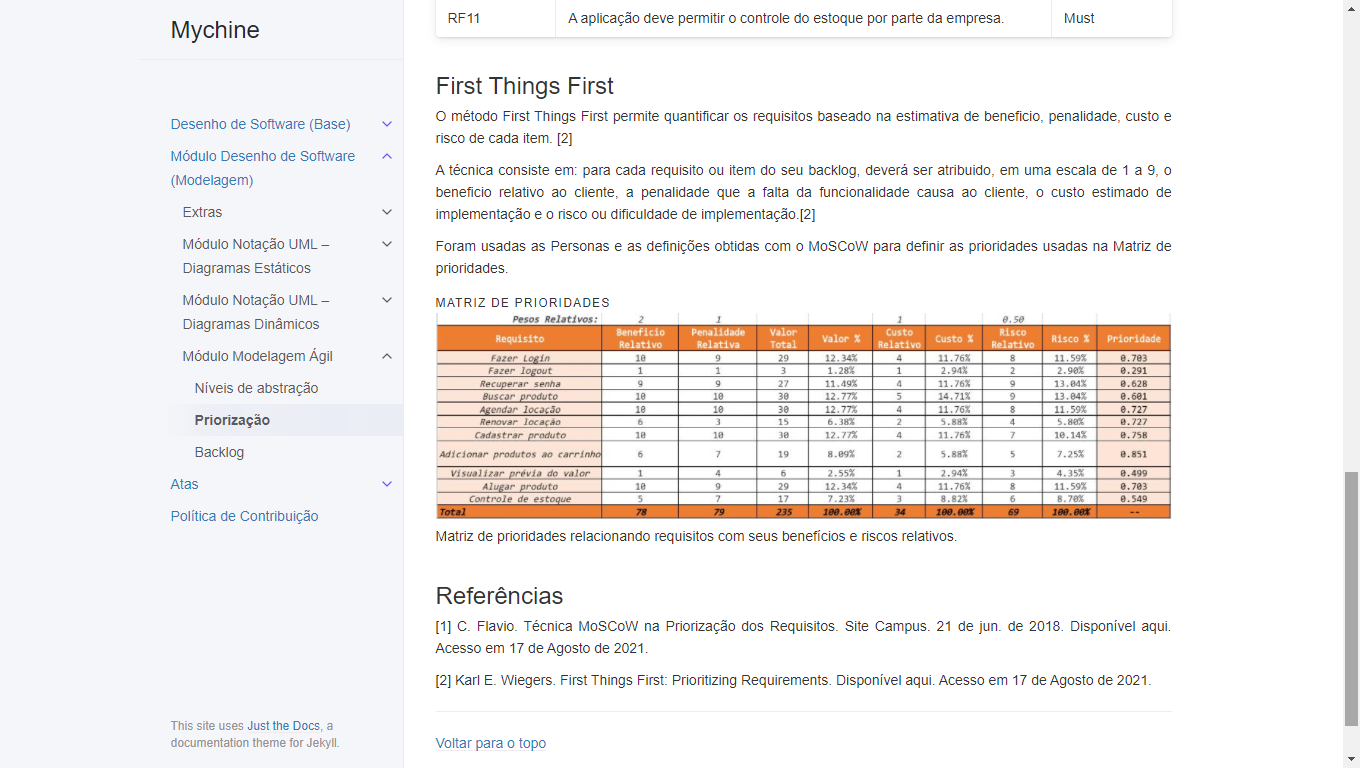 Mychine
Desenho de Software (Base)
Módulo Desenho de Software
(Modelagem)
Extras
Módulo Notação UML –
Diagramas Estáticos
Módulo Notação UML –
Diagramas Dinâmicos
Módulo Modelagem Ágil
Níveis de abstração
Priorização
Backlog
Atas
Política de Contribuição
This site uses Just the Docs, a
documentation theme for Jekyll.
RF11 A aplicação deve permitir o controle do estoque por parte da empresa. Must
First Things First
O método First Things First permite quantificar os requisitos baseado na estimativa de beneficio, penalidade, custo e
risco de cada item. [2]
A técnica consiste em: para cada requisito ou item do seu backlog, deverá ser atribuido, em uma escala de 1 a 9, o
beneficio relativo ao cliente, a penalidade que a falta da funcionalidade causa ao cliente, o custo estimado de
implementação e o risco ou dificuldade de implementação.[2]
Foram usadas as Personas e as definições obtidas com o MoSCoW para definir as prioridades usadas na Matriz de
prioridades.
MATRIZ DE PRIORIDADES
Pesos Relativos: 2 1 1 0.50
Requisito Benefício Relativo Penalidade Relativa Valor Total Valor % Custo Relativo Custo % Risco Relativo Risco % Prioridade
Fazer Login 10 9 29 12.34% 4 11.76% 8 11.59% 0.703
Fazer logout 1 1 3 1.28% 1 2.94% 2 2.90% 0.291
Recuperar senha 9 9 27 11.49% 4 11.76% 9 13.04% 0.628
Buscar produto 10 10 30 12.77% 5 14.71% 9 13.04% 0.601
Agendar locação 10 10 30 12.77% 4 11.76% 8 11.59% 0.727
Renovar locação 6 3 15 6.38% 2 5.88% 4 5.80% 0.727
Cadastrar produto 10 10 30 12.77% 4 11.76% 7 10.14% 0.758
Adicionar produtos ao carrinho 6 7 19 8.09% 2 5.88% 5 7.25% 0.851
Visualizar prévia do valor 1 4 6 2.55% 1 2.94% 3 4.35% 0.499
Alugar produto 10 9 29 12.34% 4 11.76% 8 11.59% 0.703
Controle de estoque 5 7 17 7.23% 3 8.82% 6 8.70% 0.549
Total 78 79 235 100.00% 34 100.00% 69 100.00% --
Matriz de prioridades relacionando requisitos com seus benefícios e riscos relativos.
Referências
[1] C. Flavio. Técnica MoSCoW na Priorização dos Requisitos. Site Campus. 21 de jun. de 2018. Disponível aqui.
Acesso em 17 de Agosto de 2021.
[2] Karl E. Wiegers. First Things First: Prioritizing Requirements. Disponível aqui. Acesso em 17 de Agosto de 2021.
Voltar para o topo